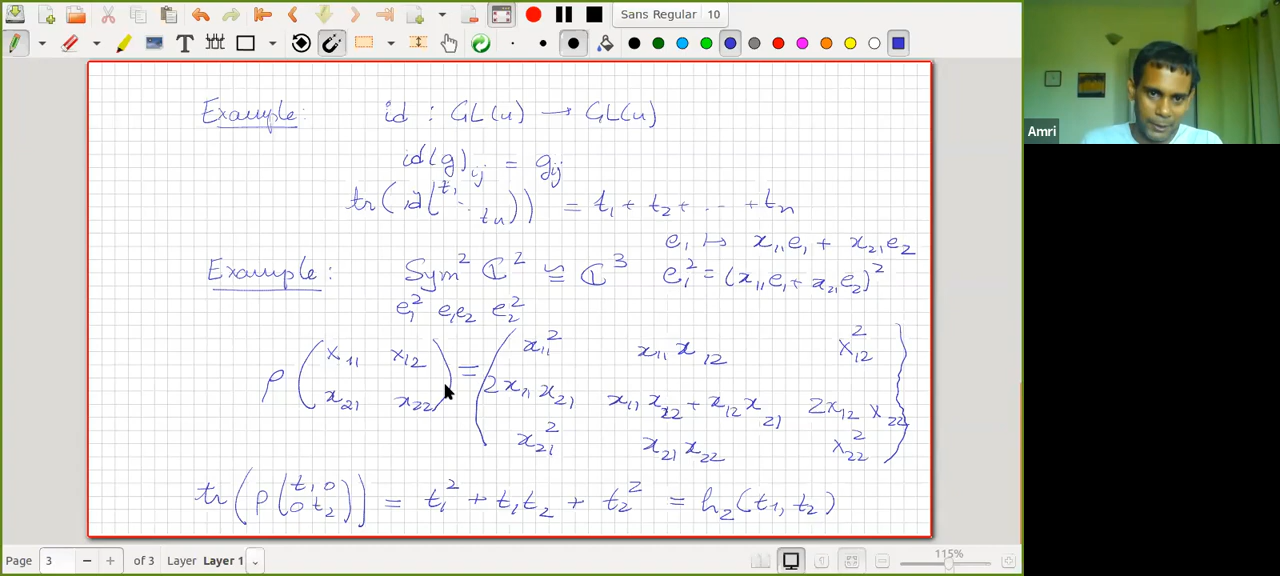 Sans Regular 10
Amri
Example: id : GL(n) → GL(n)
id(g)ᵢⱼ = gᵢⱼ
tr(id(t₁ ⋱ tₙ)) = t₁ + t₂ + ··· + tₙ
e₁ ↦ x₁₁e₁ + x₂₁e₂
Example: Sym² ℂ² ≅ ℂ³ e₁² = (x₁₁e₁ + x₂₁e₂)²
e₁² e₁e₂ e₂²
ρ(x₁₁ x₁₂ x₂₁ x₂₂) = (x₁₁² x₁₁x₁₂ x₁₂²
2x₁₁x₂₁ x₁₁x₂₂ + x₁₂x₂₁ 2x₁₂x₂₂
x₂₁² x₂₁x₂₂ x₂₂²)
tr(ρ(t₁ 0 0 t₂)) = t₁² + t₁t₂ + t₂² = h₂(t₁, t₂)
Page 3 of 3 Layer Layer 1 115%